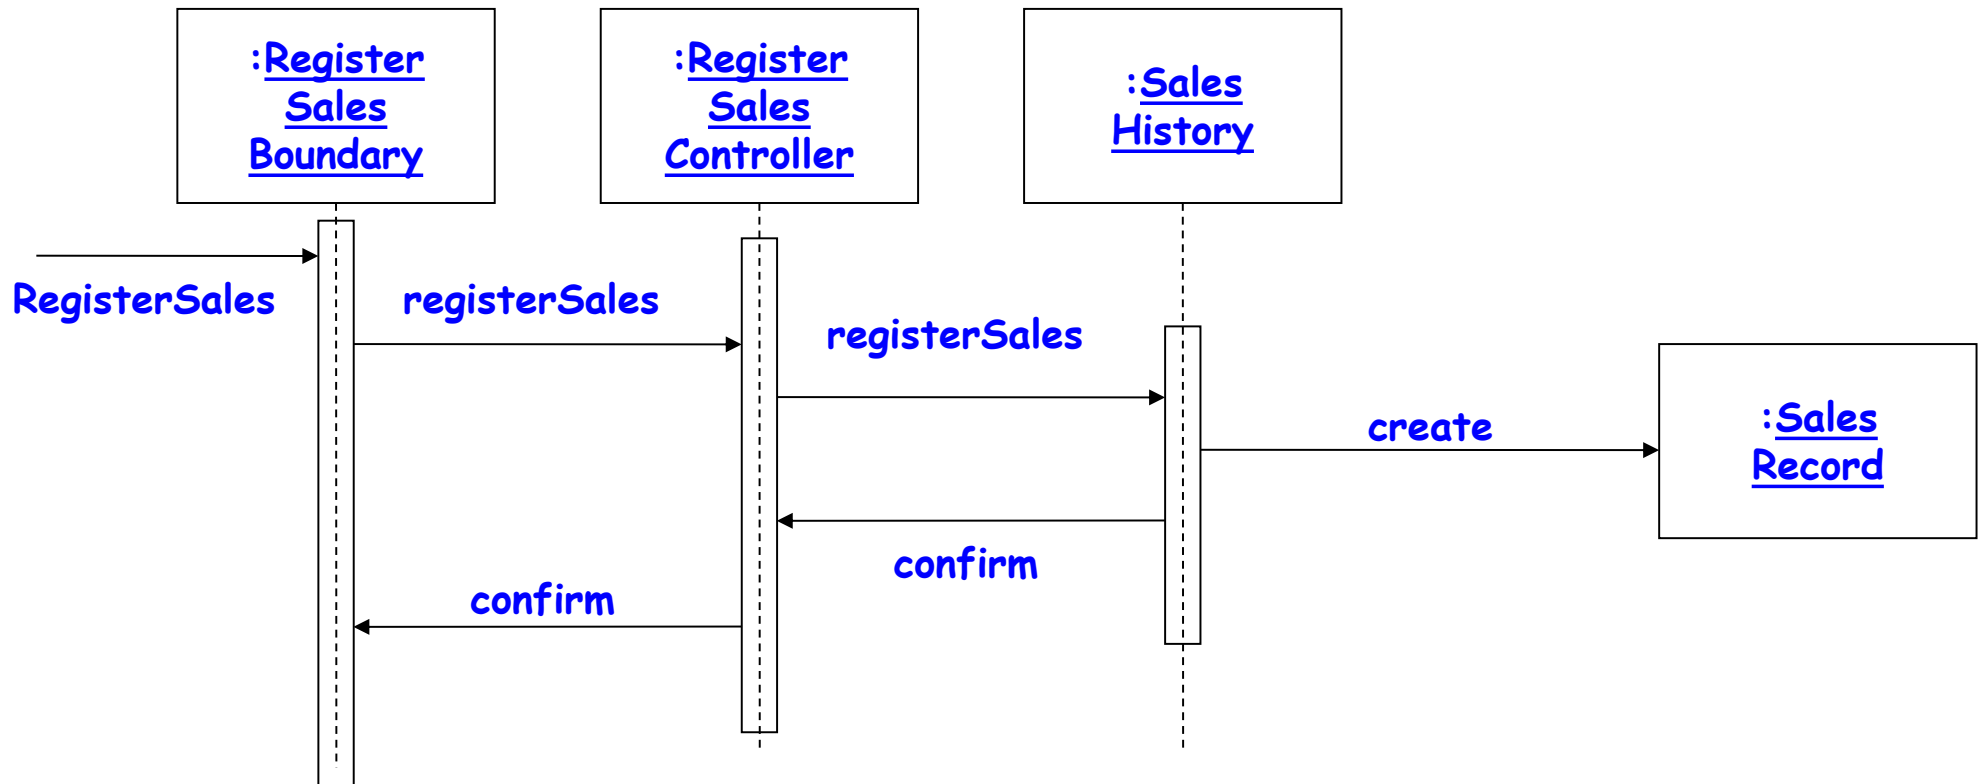 :Register
Sales
Boundary
:Register
Sales
Controller
:Sales
History
RegisterSales
registerSales
registerSales
create
:Sales
Record
confirm
confirm